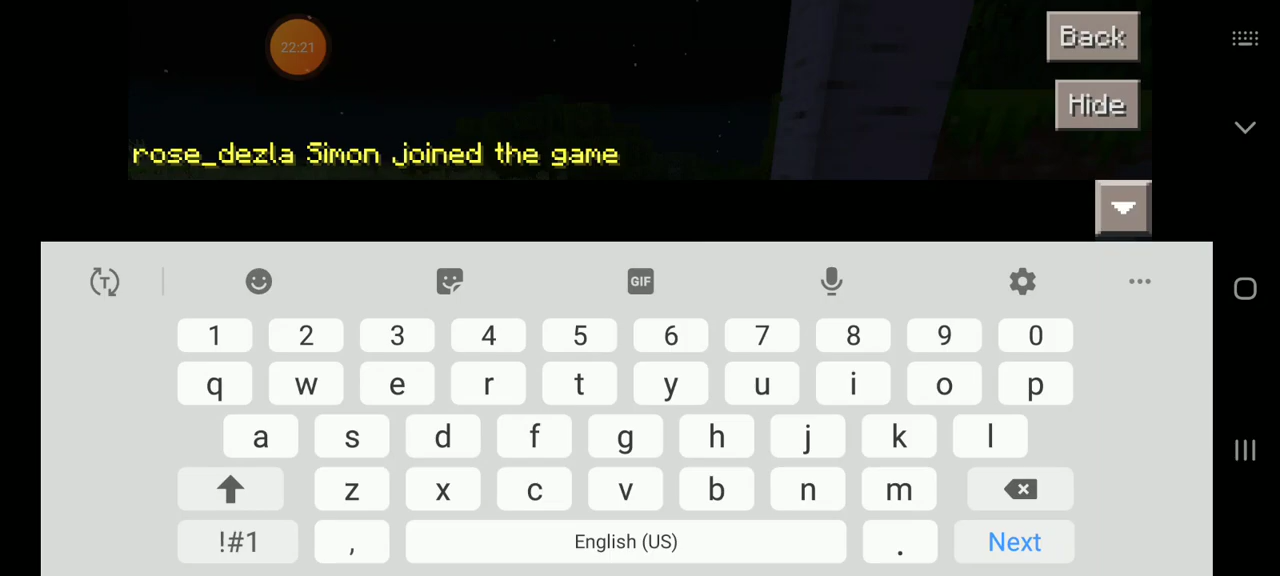 22:21
Back
Hide
rose_dezla Simon joined the game
T
GIF
1 2 3 4 5 6 7 8 9 0
q w e r t y u i o p
a s d f g h j k l
z x c v b n m
!#1 , English (US) . Next